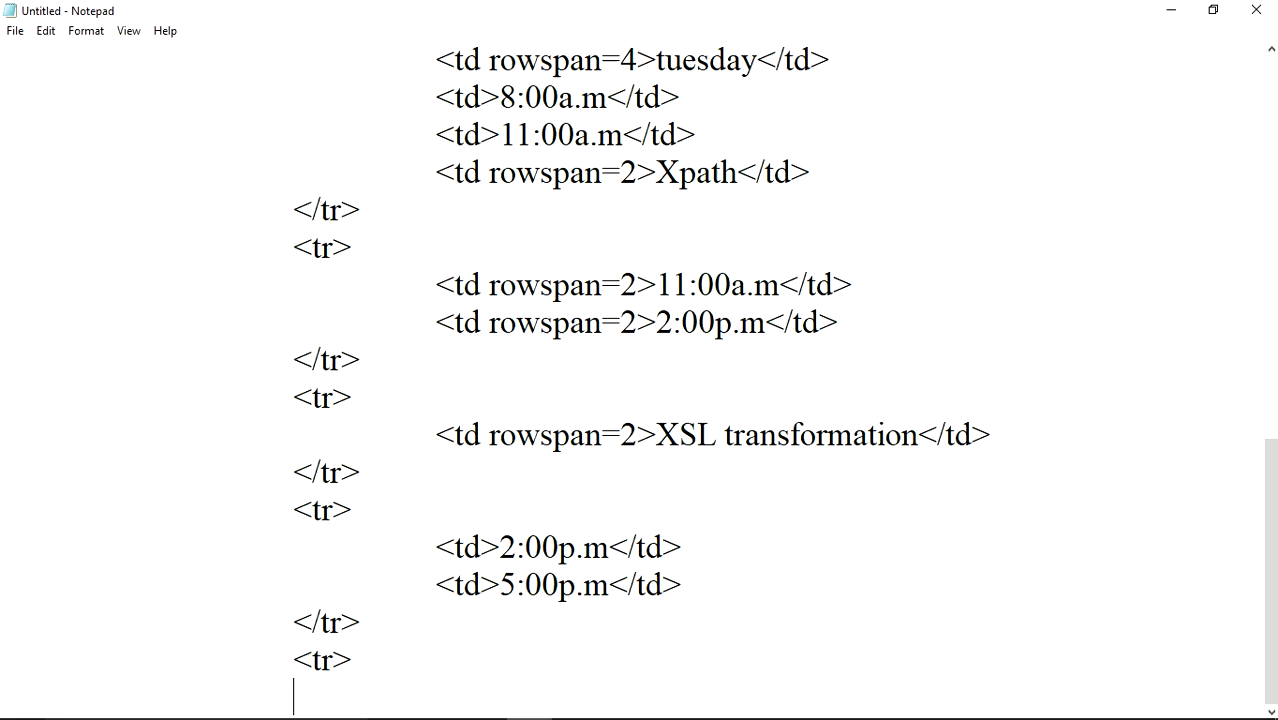 Untitled - Notepad
File Edit Format View Help
<td rowspan=4>tuesday</td>
<td>8:00a.m</td>
<td>11:00a.m</td>
<td rowspan=2>Xpath</td>
</tr>
<tr>
<td rowspan=2>11:00a.m</td>
<td rowspan=2>2:00p.m</td>
</tr>
<tr>
<td rowspan=2>XSL transformation</td>
</tr>
<tr>
<td>2:00p.m</td>
<td>5:00p.m</td>
</tr>
<tr>